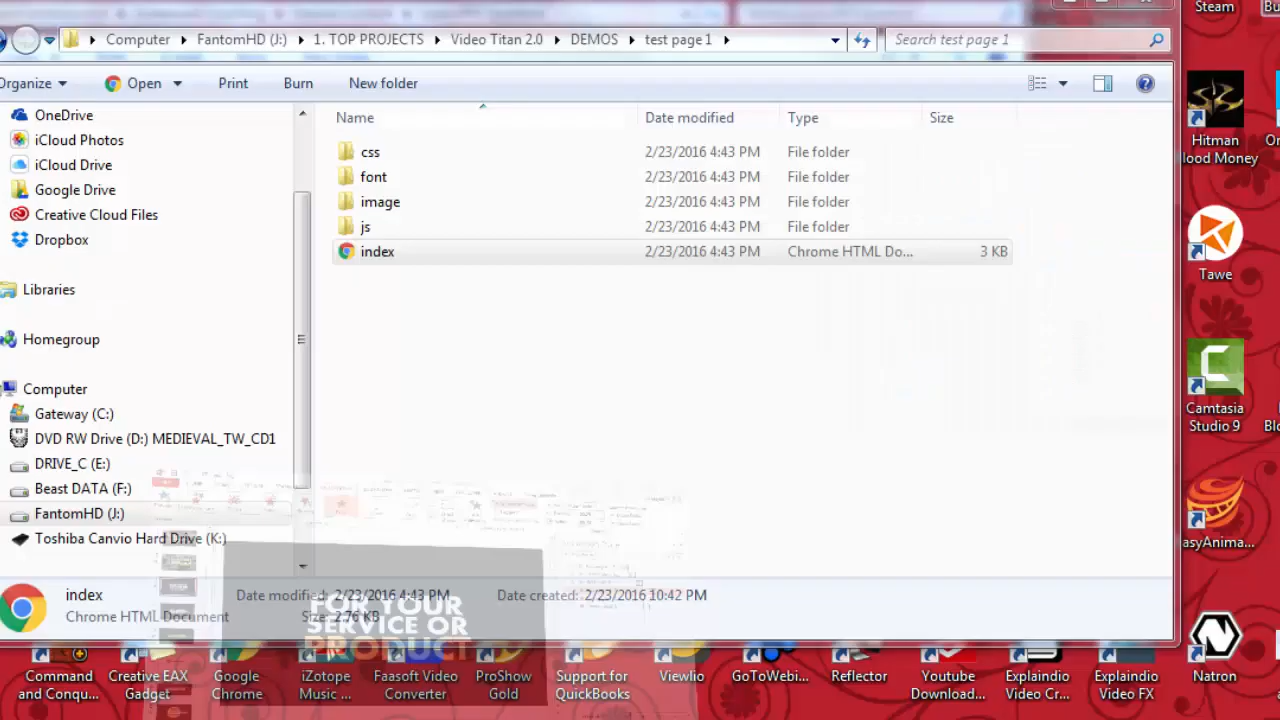 Steam
Computer
FantomHD (J:)
1. TOP PROJECTS
Video Titan 2.0
DEMOS
test page 1
Search test page 1
Organize
Open
Print
Burn
New folder
Name
Date modified
Type
Size
OneDrive
iCloud Photos
iCloud Drive
Google Drive
Creative Cloud Files
Dropbox
Libraries
Homegroup
Computer
Gateway (C:)
DVD RW Drive (D:) MEDIEVAL_TW_CD1
DRIVE_C (E:)
Beast DATA (F:)
FantomHD (J:)
Toshiba Canvio Hard Drive (K:)
css 2/23/2016 4:43 PM File folder
font 2/23/2016 4:43 PM File folder
image 2/23/2016 4:43 PM File folder
js 2/23/2016 4:43 PM File folder
index 2/23/2016 4:43 PM Chrome HTML Do... 3 KB
index
Chrome HTML Document
Date modified: 2/23/2016 4:43 PM
Size: 2.76 KB
Date created: 2/23/2016 10:42 PM
FOR YOUR
SERVICE OR
PRODUCT
Hitman
lood Money
Tawe
Camtasia
Studio 9
asyAnima...
Natron
Command
and Conqu...
Creative EAX
Gadget
Google
Chrome
iZotope
Music ...
Faasoft Video
Converter
ProShow
Gold
Support for
QuickBooks
Viewlio
GoToWebi...
Reflector
Youtube
Download...
Explaindio
Video Cr...
Explaindio
Video FX